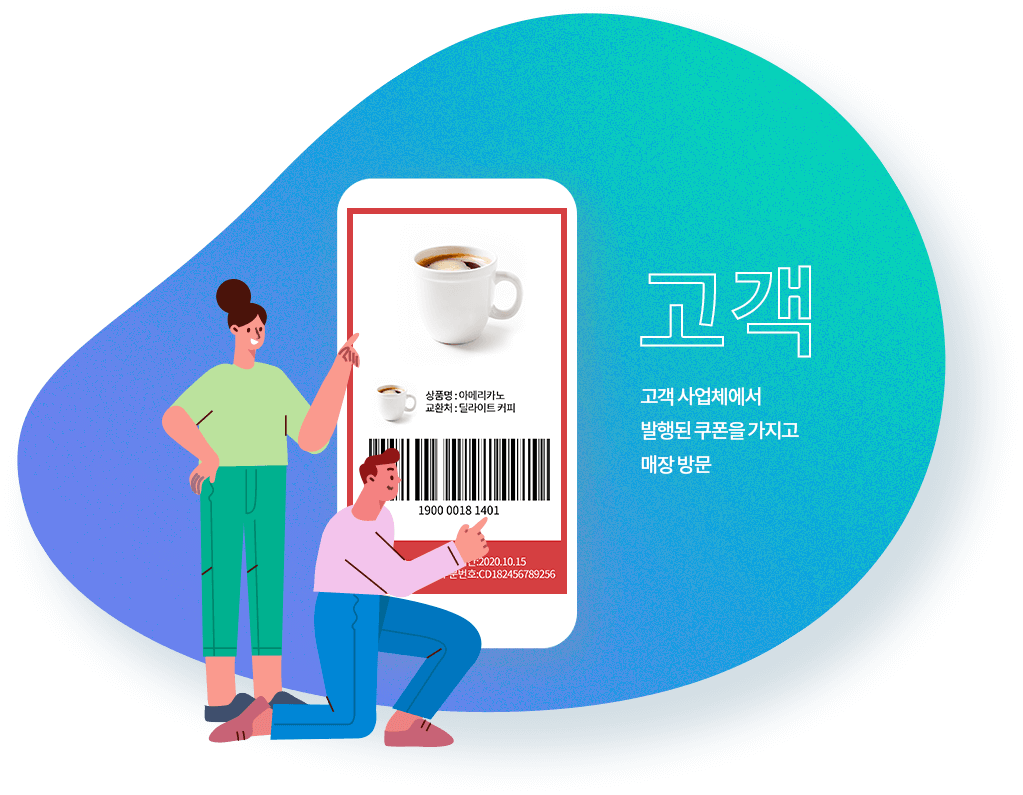 상품명 : 아메리카노
교환처 : 딜라이트 커피
1900 0018 1401
:2020.10.15
번호:CD182456789256
고객
고객 사업체에서
발행된 쿠폰을 가지고
매장 방문